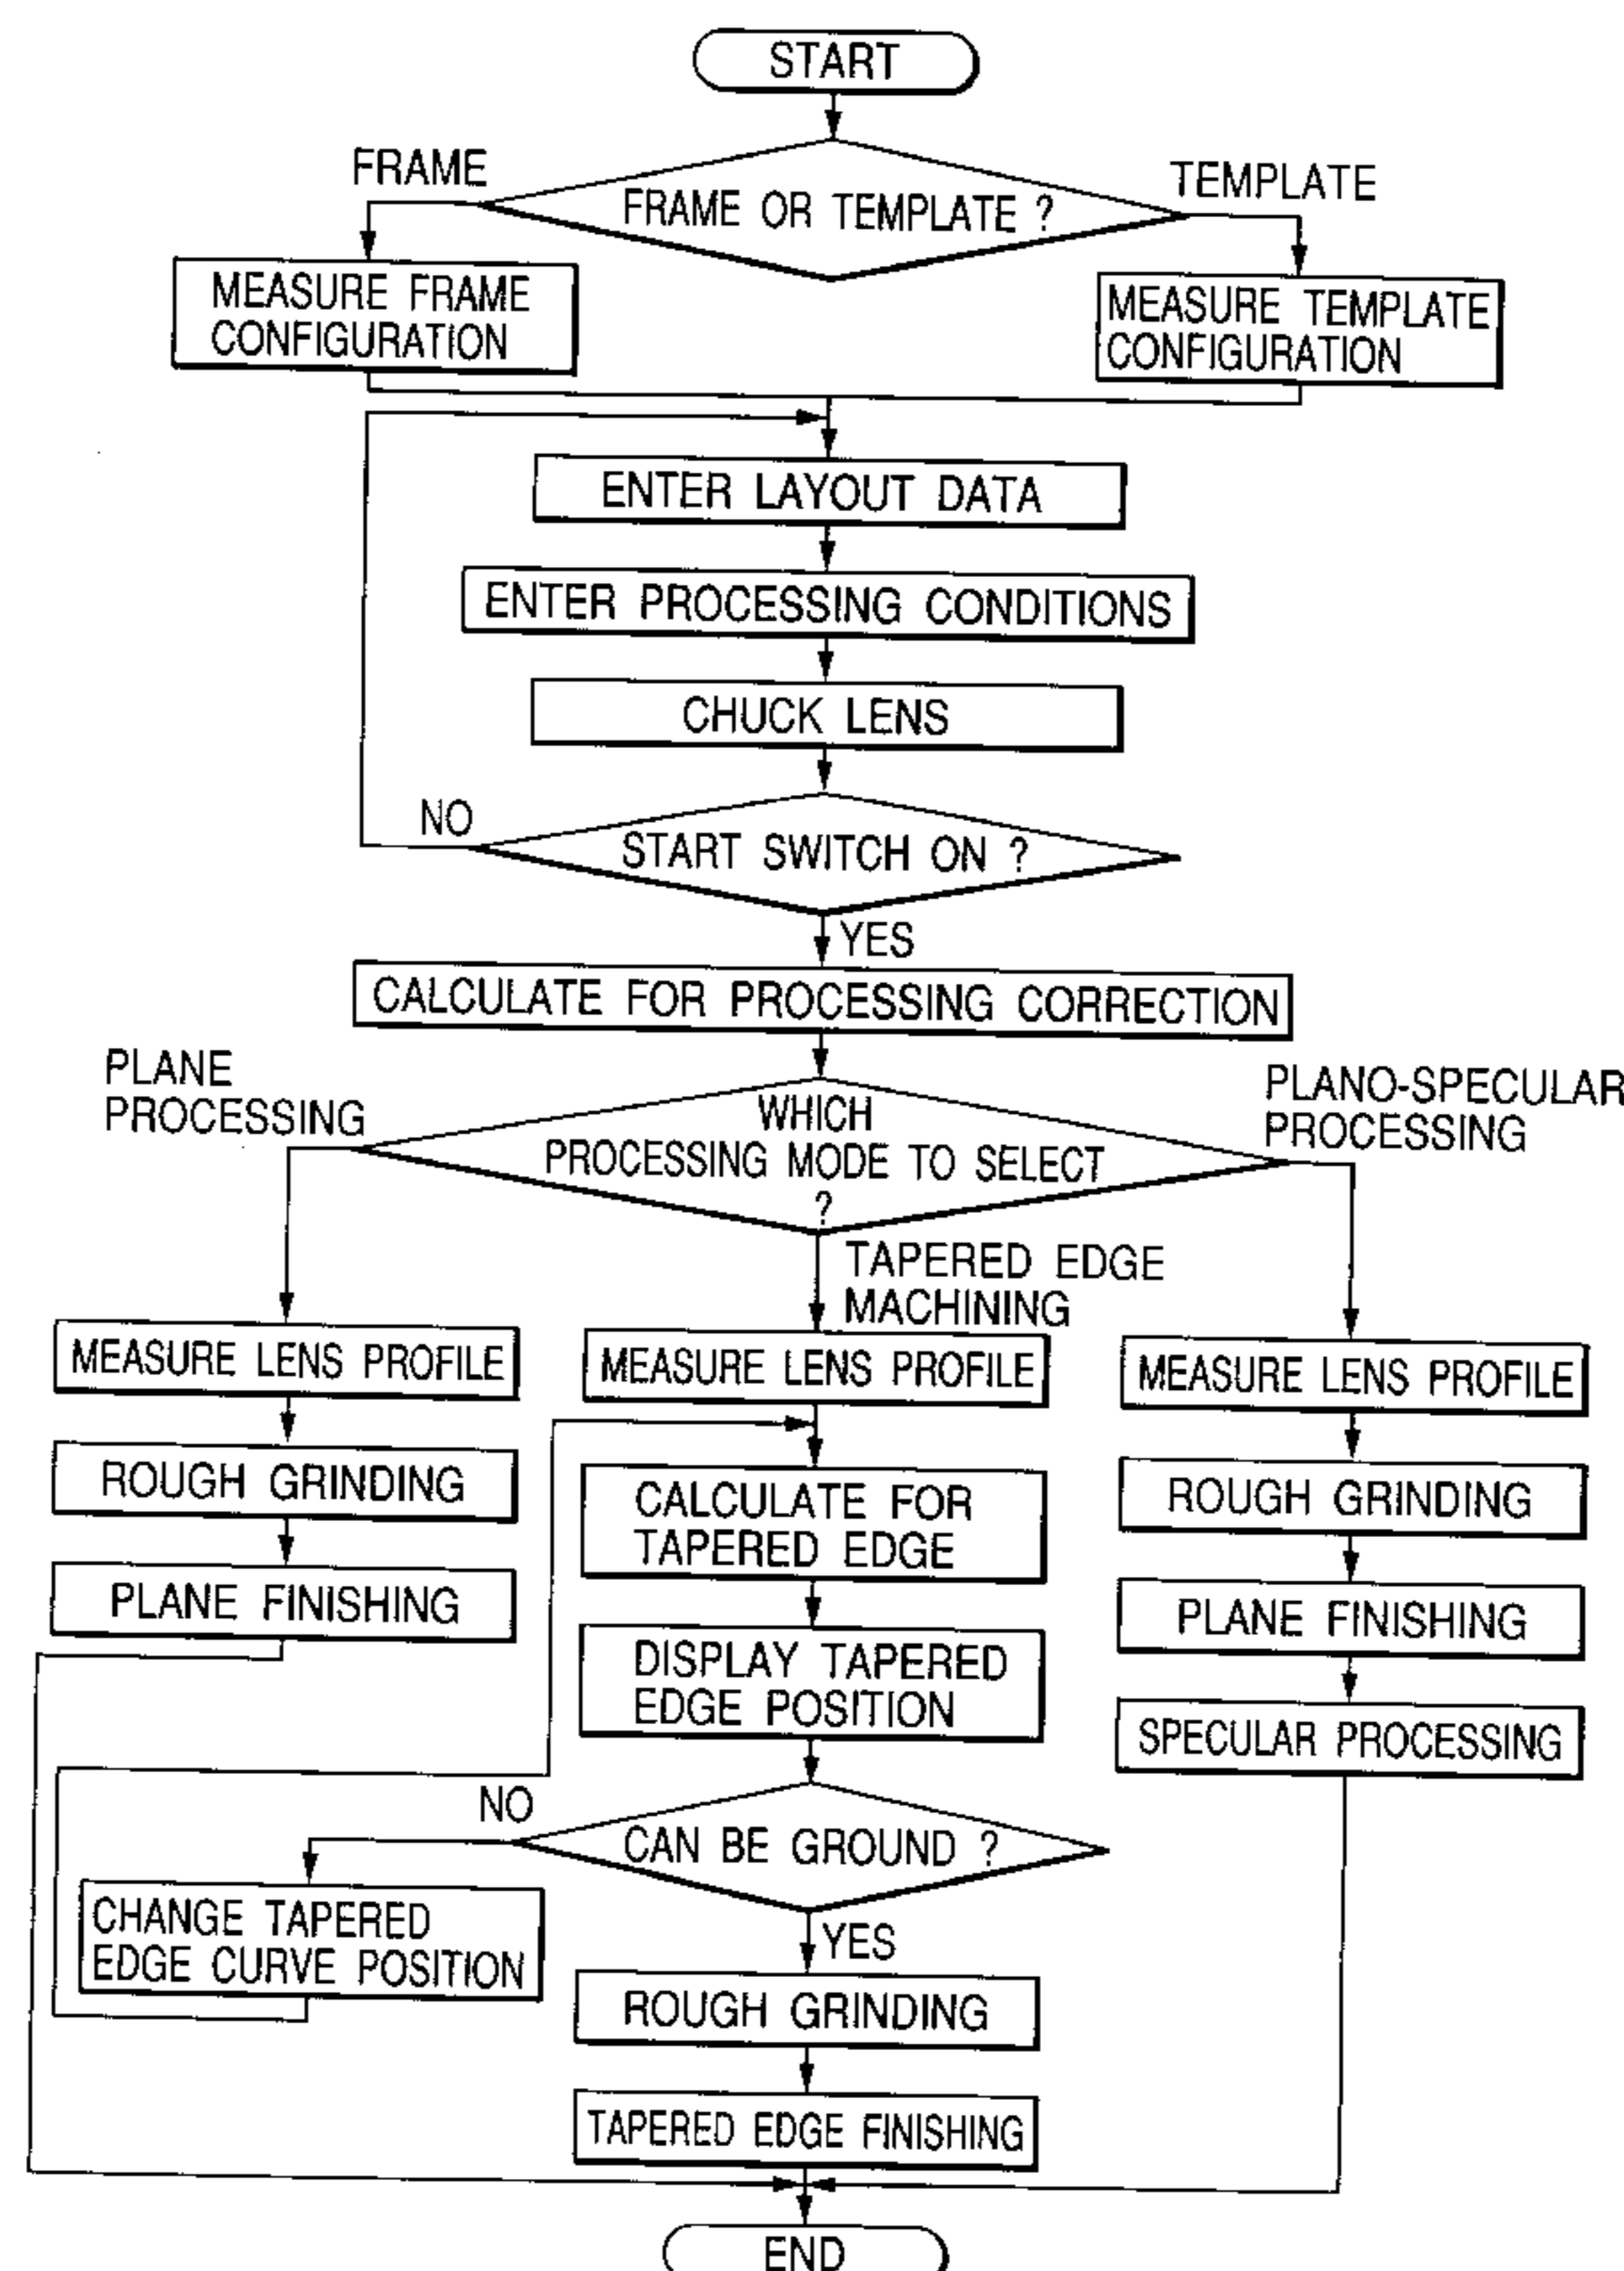 START
FRAME
TEMPLATE
FRAME OR TEMPLATE ?
MEASURE FRAME
CONFIGURATION
MEASURE TEMPLATE
CONFIGURATION
ENTER LAYOUT DATA
ENTER PROCESSING CONDITIONS
CHUCK LENS
NO
START SWITCH ON ?
YES
CALCULATE FOR PROCESSING CORRECTION
PLANE
PROCESSING
WHICH
PROCESSING MODE TO SELECT
?
PLANO-SPECULAR
PROCESSING
TAPERED EDGE
MACHINING
MEASURE LENS PROFILE
ROUGH GRINDING
PLANE FINISHING
MEASURE LENS PROFILE
CALCULATE FOR
TAPERED EDGE
DISPLAY TAPERED
EDGE POSITION
NO
CAN BE GROUND ?
CHANGE TAPERED
EDGE CURVE POSITION
YES
ROUGH GRINDING
TAPERED EDGE FINISHING
MEASURE LENS PROFILE
ROUGH GRINDING
PLANE FINISHING
SPECULAR PROCESSING
END